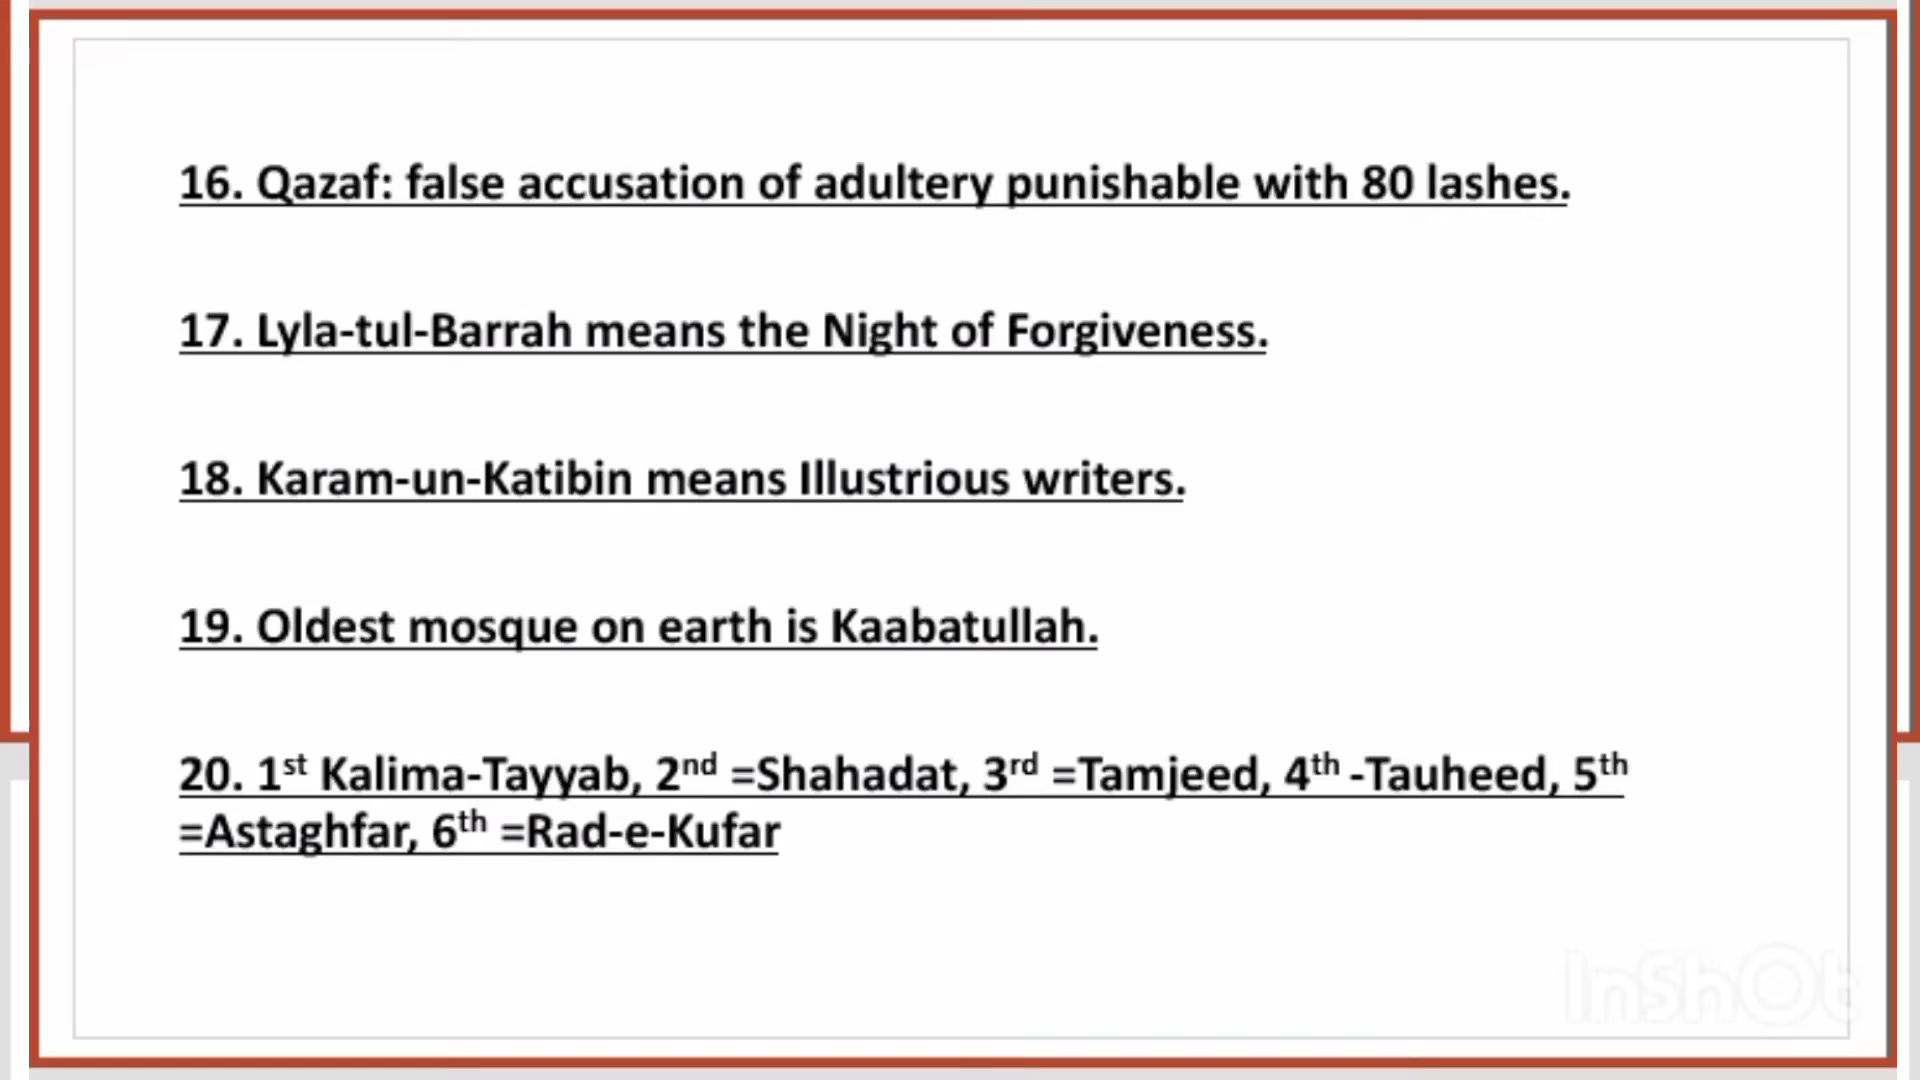 16. Qazaf: false accusation of adultery punishable with 80 lashes.
17. Lyla-tul-Barrah means the Night of Forgiveness.
18. Karam-un-Katibin means Illustrious writers.
19. Oldest mosque on earth is Kaabatullah.
20. 1st Kalima-Tayyab, 2nd =Shahadat, 3rd =Tamjeed, 4th -Tauheed, 5th
=Astaghfar, 6th =Rad-e-Kufar
InShOt